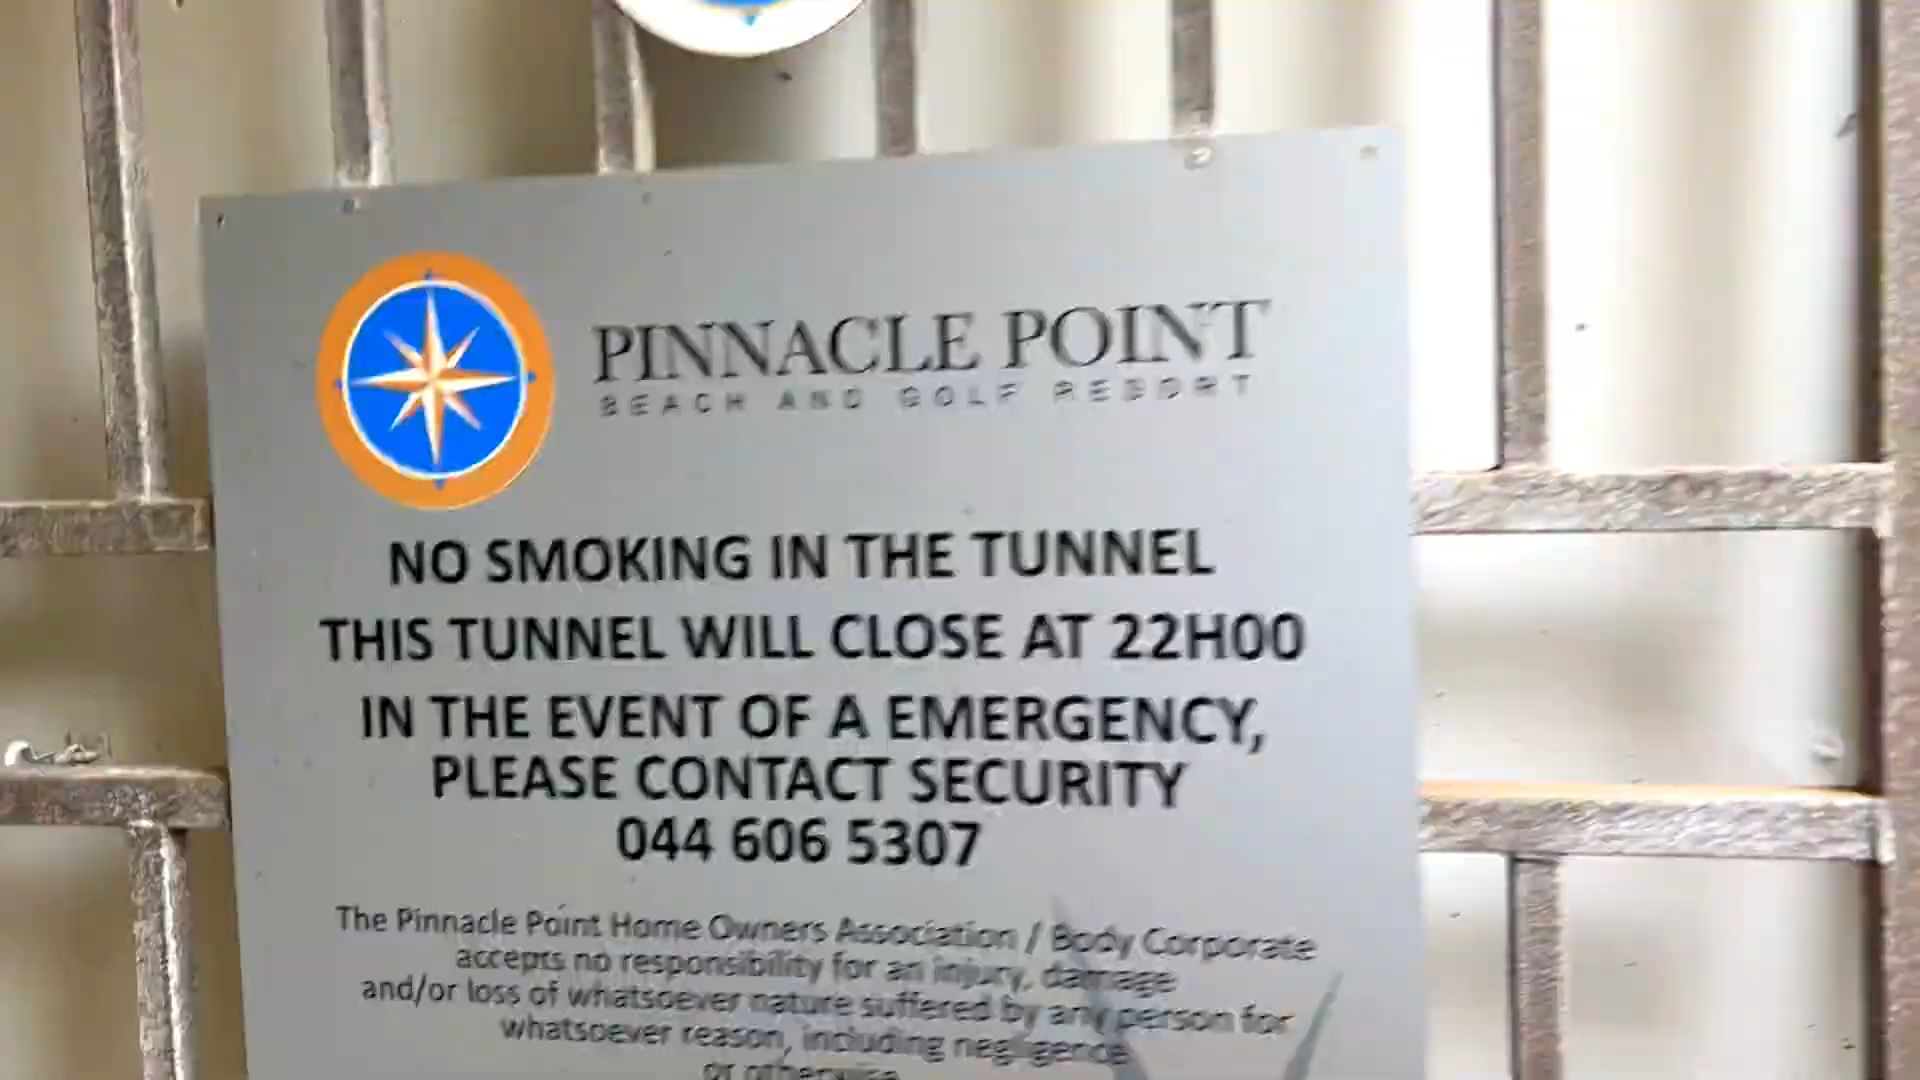 PINNACLE POINT
BEACH AND GOLF RESORT
NO SMOKING IN THE TUNNEL
THIS TUNNEL WILL CLOSE AT 22H00
IN THE EVENT OF A EMERGENCY,
PLEASE CONTACT SECURITY
044 606 5307
The Pinnacle Point Home Owners Association / Body Corporate
accepts no responsibility for an injury, damage
and/or loss of whatsoever nature suffered by any person for
whatsoever reason, including negligence
or otherwise